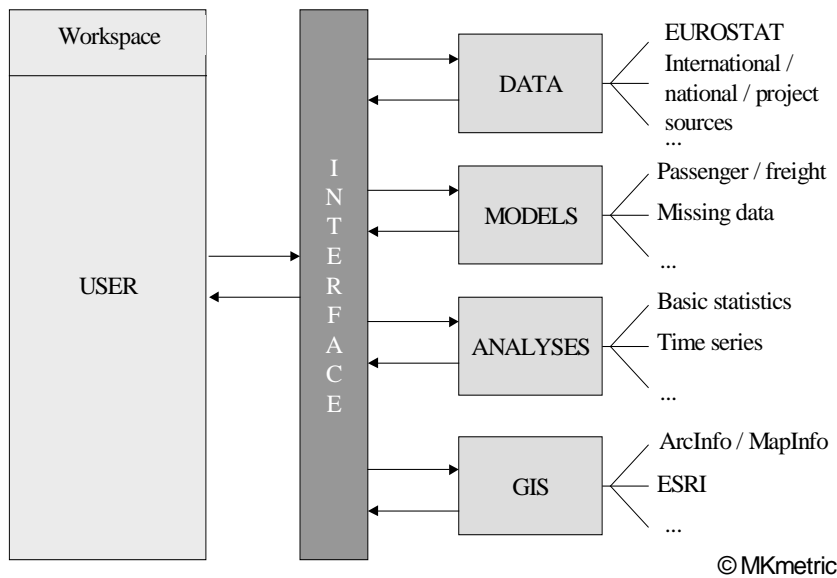 Workspace
USER
INTERFACE
DATA
EUROSTAT
International /
national / project
sources
...
MODELS
Passenger / freight
Missing data
...
ANALYSES
Basic statistics
Time series
...
GIS
ArcInfo / MapInfo
ESRI
...
© MKmetric